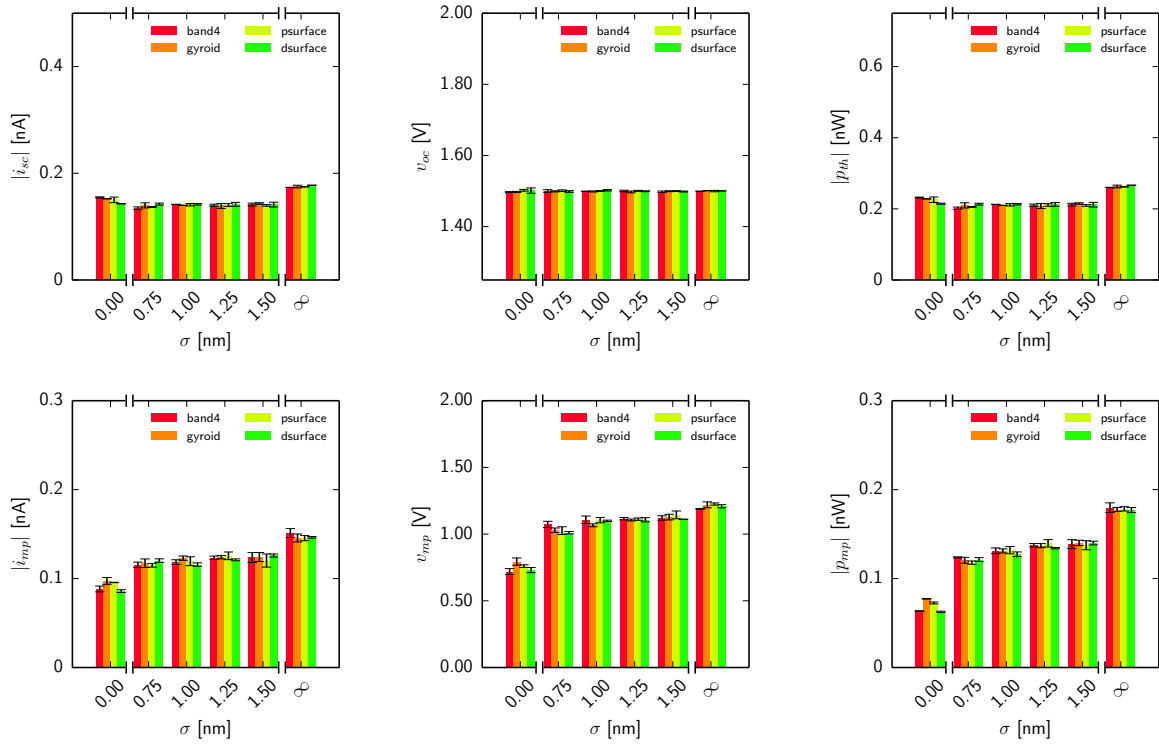 |i_sc| [nA]
0.4
0.2
0
band4
gyroid
psurface
dsurface
0.00
0.75
1.00
1.25
1.50
∞
σ [nm]
v_oc [V]
2.00
1.80
1.60
1.40
band4
gyroid
psurface
dsurface
0.00
0.75
1.00
1.25
1.50
∞
σ [nm]
|p_th| [nW]
0.6
0.4
0.2
0
band4
gyroid
psurface
dsurface
0.00
0.75
1.00
1.25
1.50
∞
σ [nm]
|i_mp| [nA]
0.3
0.2
0.1
0
band4
gyroid
psurface
dsurface
0.00
0.75
1.00
1.25
1.50
∞
σ [nm]
v_mp [V]
2.00
1.50
1.00
0.50
0.00
band4
gyroid
psurface
dsurface
0.00
0.75
1.00
1.25
1.50
∞
σ [nm]
|p_mp| [nW]
0.3
0.2
0.1
0
band4
gyroid
psurface
dsurface
0.00
0.75
1.00
1.25
1.50
∞
σ [nm]